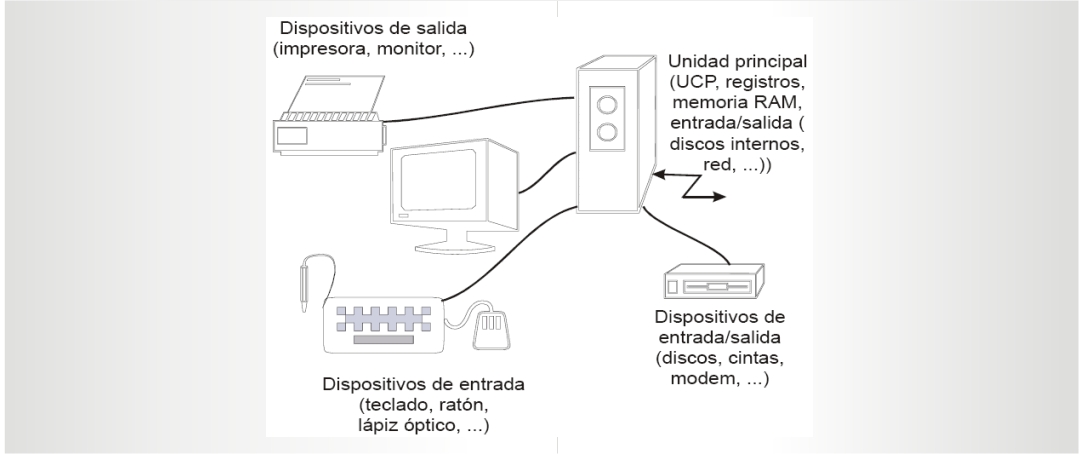 Dispositivos de salida
(impresora, monitor, ...)
Unidad principal
(UCP, registros,
memoria RAM,
entrada/salida (
discos internos,
red, ...))
Dispositivos de
entrada/salida
(discos, cintas,
modem, ...)
Dispositivos de entrada
(teclado, ratón,
lápiz óptico, ...)